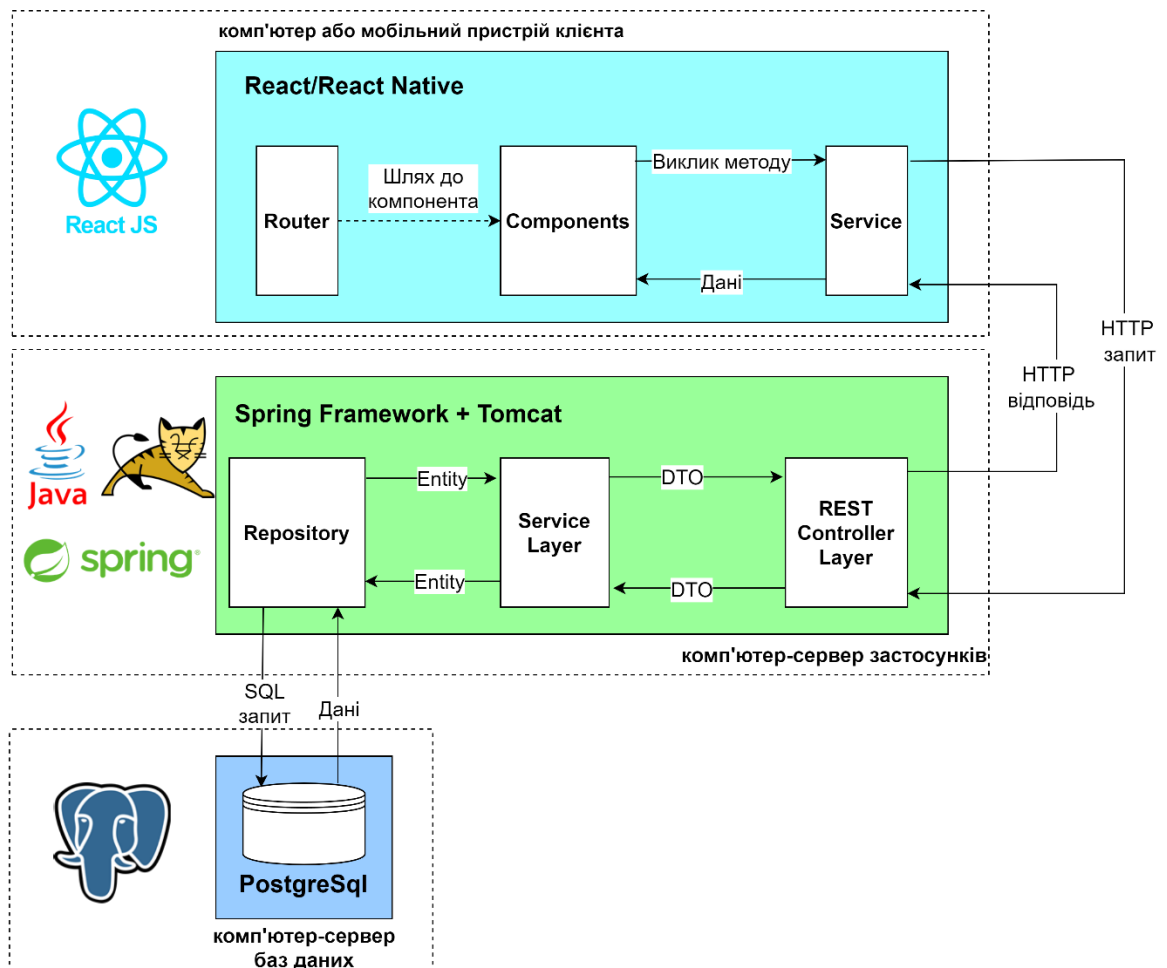 комп'ютер або мобільний пристрій клієнта
React/React Native
React JS
Router
Шлях до
компонента
Components
Виклик методу
Дані
Service
HTTP
запит
HTTP
відповідь
Spring Framework + Tomcat
Java
spring
Repository
Entity
Entity
Service
Layer
DTO
DTO
REST
Controller
Layer
комп'ютер-сервер застосунків
SQL
запит
Дані
PostgreSql
комп'ютер-сервер
баз даних